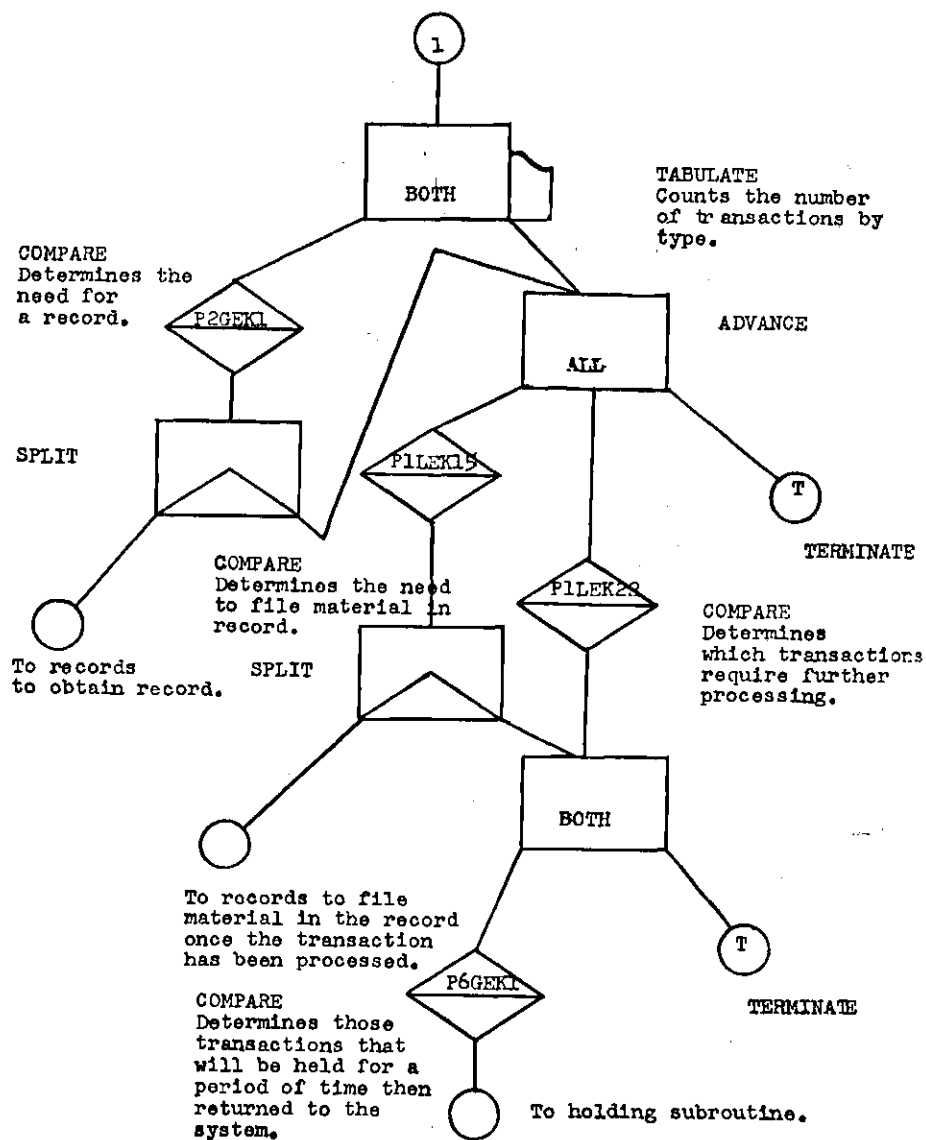 1
BOTH
TABULATE
Counts the number
of transactions by
type.
COMPARE
Determines the
need for
a record.
P2GEK1
ADVANCE
ALL
SPLIT
P1LEK15
T
TERMINATE
COMPARE
Determines the need
to file material in
record.
P1LEK22
COMPARE
Determines
which transactions
require further
processing.
To records
to obtain record.
SPLIT
BOTH
To records to file
material in the record
once the transaction
has been processed.
T
TERMINATE
P6GEK1
COMPARE
Determines those
transactions that
will be held for a
period of time then
returned to the
system.
To holding subroutine.